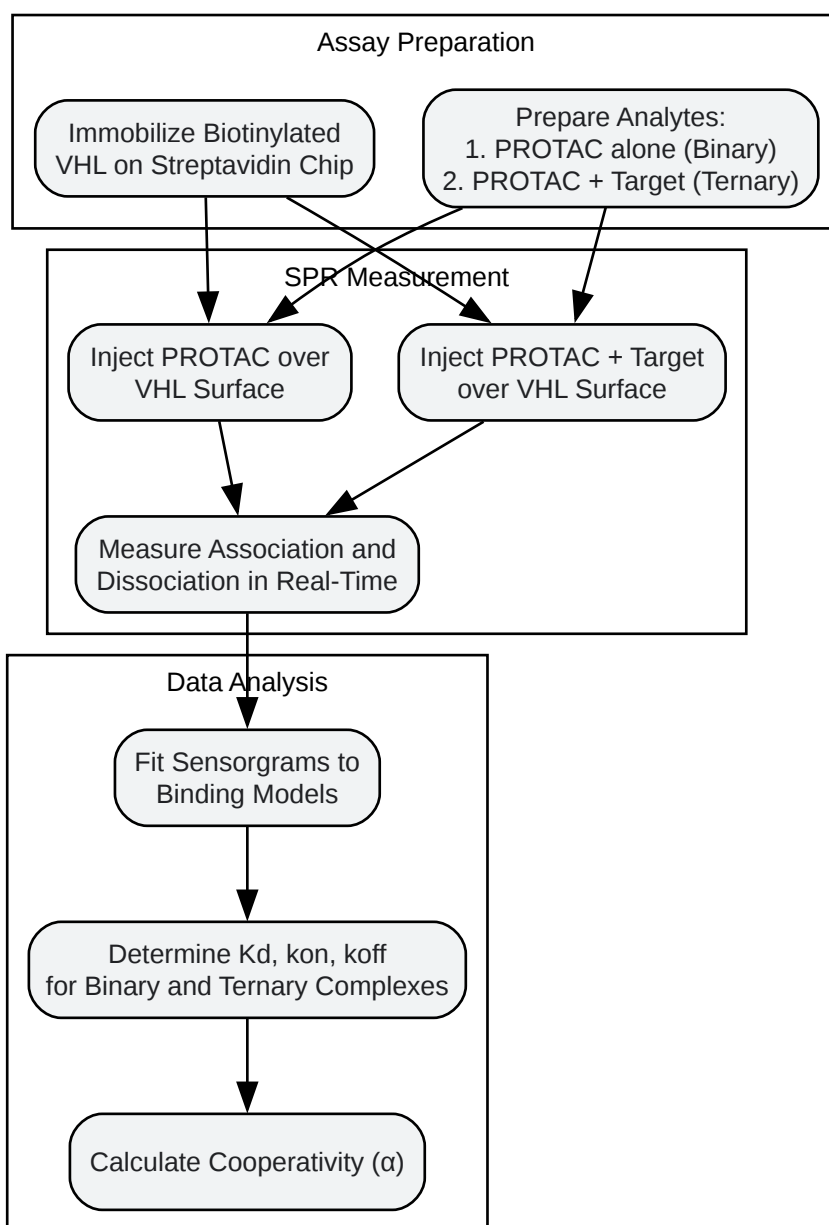 Assay Preparation
Immobilize Biotinylated
VHL on Streptavidin Chip
Prepare Analytes:
1. PROTAC alone (Binary)
2. PROTAC + Target (Ternary)
SPR Measurement
Inject PROTAC over
VHL Surface
Inject PROTAC + Target
over VHL Surface
Measure Association and
Dissociation in Real-Time
Data Analysis
Fit Sensorgrams to
Binding Models
Determine Kd, kon, koff
for Binary and Ternary Complexes
Calculate Cooperativity (α)